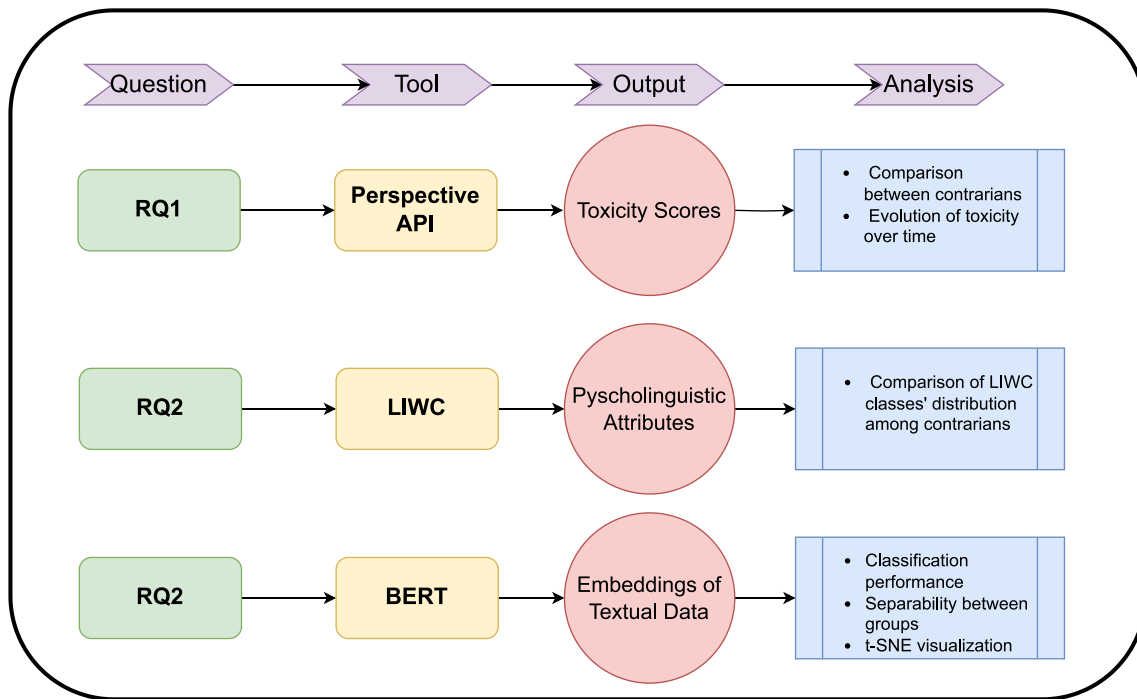 Question
Tool
Output
Analysis
RQ1
Perspective
API
Toxicity Scores
• Comparison
between contrarians
• Evolution of toxicity
over time
RQ2
LIWC
Pyscholinguistic
Attributes
• Comparison of LIWC
classes' distribution
among contrarians
RQ2
BERT
Embeddings of
Textual Data
• Classification
performance
• Separability between
groups
• t-SNE visualization